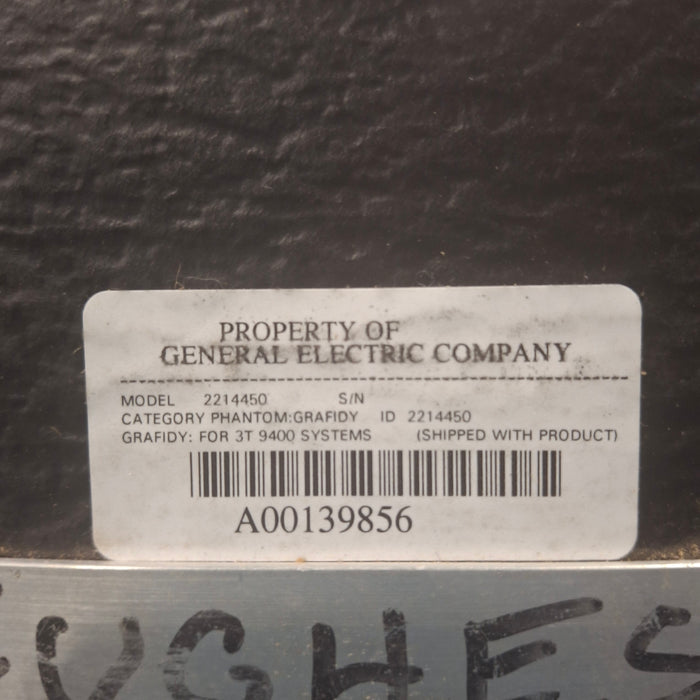 PROPERTY OF
GENERAL ELECTRIC COMPANY
MODEL 2214450 S/N
CATEGORY PHANTOM:GRAFIDY ID 2214450
GRAFIDY: FOR 3T 9400 SYSTEMS (SHIPPED WITH PRODUCT)
A00139856
UGHES